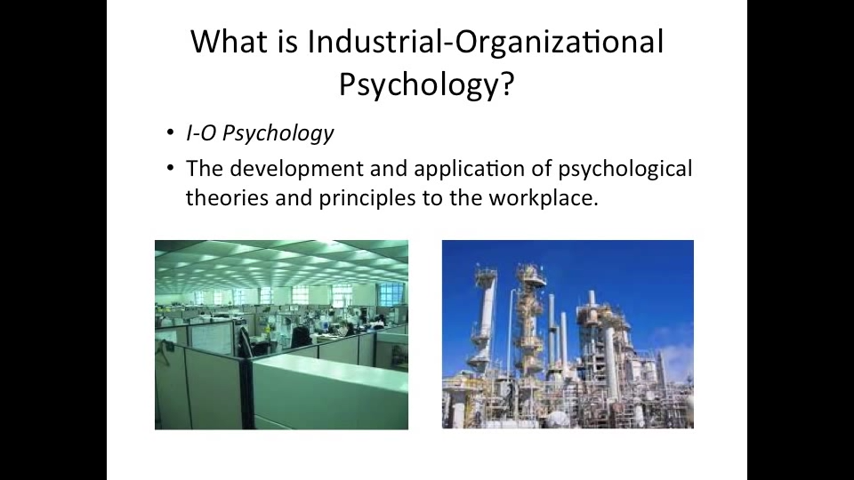 What is Industrial-Organizational
Psychology?
• I-O Psychology
• The development and application of psychological
theories and principles to the workplace.